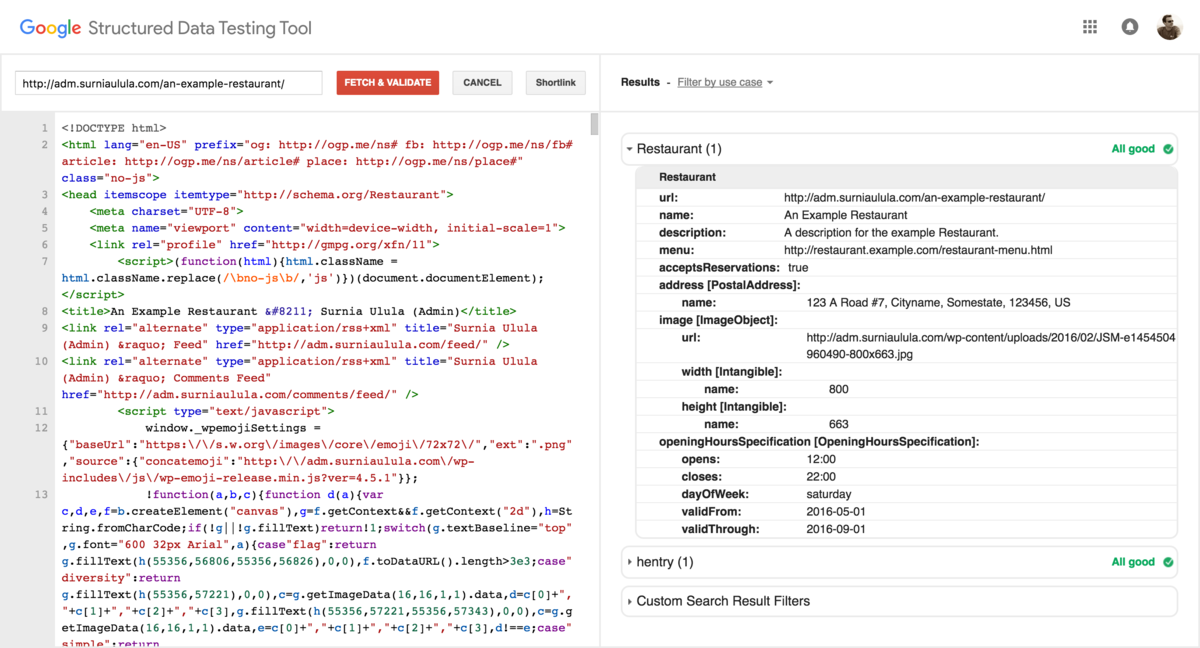 Google Structured Data Testing Tool
http://adm.surniaulula.com/an-example-restaurant/
FETCH & VALIDATE
CANCEL
Shortlink
1 <!DOCTYPE html>
2 <html lang="en-US" prefix="og: http://ogp.me/ns# fb: http://ogp.me/ns/fb#
article: http://ogp.me/ns/article# place: http://ogp.me/ns/place#"
class="no-js">
3 <head itemscope itemtype="http://schema.org/Restaurant">
4 <meta charset="UTF-8">
5 <meta name="viewport" content="width=device-width, initial-scale=1">
6 <link rel="profile" href="http://gmpg.org/xfn/11">
7 <script>(function(html){html.className =
html.className.replace(/\bno-js\b/,'js')})(document.documentElement);
</script>
8 <title>An Example Restaurant &#8211; Surnia Ulula (Admin)</title>
9 <link rel="alternate" type="application/rss+xml" title="Surnia Ulula
(Admin) &raquo; Feed" href="http://adm.surniaulula.com/feed/" />
10 <link rel="alternate" type="application/rss+xml" title="Surnia Ulula
(Admin) &raquo; Comments Feed"
href="http://adm.surniaulula.com/comments/feed/" />
11 <script type="text/javascript">
12 window._wpemojiSettings =
{"baseUrl":"https:\/\/s.w.org\/images\/core\/emoji\/72x72\/","ext":".png"
,"source":{"concatemoji":"http:\/\/adm.surniaulula.com\/wp-
includes\/js\/wp-emoji-release.min.js?ver=4.5.1"}};
13 !function(a,b,c){function d(a){var
c,d,e,f=b.createElement("canvas"),g=f.getContext&&f.getContext("2d"),h=St
ring.fromCharCode;if(!g||!g.fillText)return!1;switch(g.textBaseline="top"
,g.font="600 32px Arial",a){case"flag":return
g.fillText(h(55356,56806,55356,56826),0,0),f.toDataURL().length>3e3;case"
diversity":return
g.fillText(h(55356,57221),0,0),c=g.getImageData(16,16,1,1).data,d=c[0]+",
"+c[1]+","+c[2]+","+c[3],g.fillText(h(55356,57221,55356,57343),0,0),c=g.g
etImageData(16,16,1,1).data,e=c[0]+","+c[1]+","+c[2]+","+c[3],d!==e;case"
simple":return
Results - Filter by use case
Restaurant (1) All good
Restaurant
url: http://adm.surniaulula.com/an-example-restaurant/
name: An Example Restaurant
description: A description for the example Restaurant.
menu: http://restaurant.example.com/restaurant-menu.html
acceptsReservations: true
address [PostalAddress]:
name: 123 A Road #7, Cityname, Somestate, 123456, US
image [ImageObject]:
url: http://adm.surniaulula.com/wp-content/uploads/2016/02/JSM-e1454504
960490-800x663.jpg
width [Intangible]:
name: 800
height [Intangible]:
name: 663
openingHoursSpecification [OpeningHoursSpecification]:
opens: 12:00
closes: 22:00
dayOfWeek: saturday
validFrom: 2016-05-01
validThrough: 2016-09-01
hentry (1) All good
Custom Search Result Filters